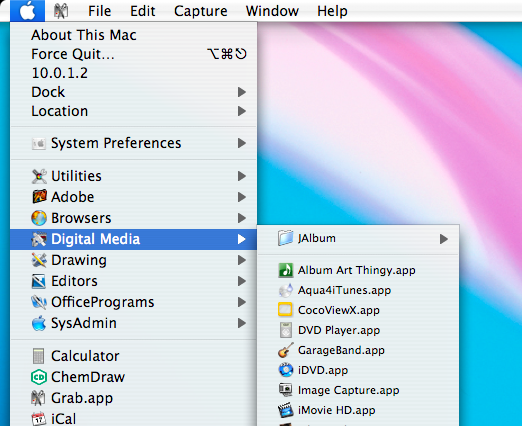 File Edit Capture Window Help
About This Mac
Force Quit... ⌥⌘⎋
10.0.1.2
Dock
Location
System Preferences
Utilities
Adobe
Browsers
Digital Media
Drawing
Editors
OfficePrograms
SysAdmin
Calculator
ChemDraw
Grab.app
iCal
JAlbum
Album Art Thingy.app
Aqua4iTunes.app
CocoViewX.app
DVD Player.app
GarageBand.app
iDVD.app
Image Capture.app
iMovie HD.app